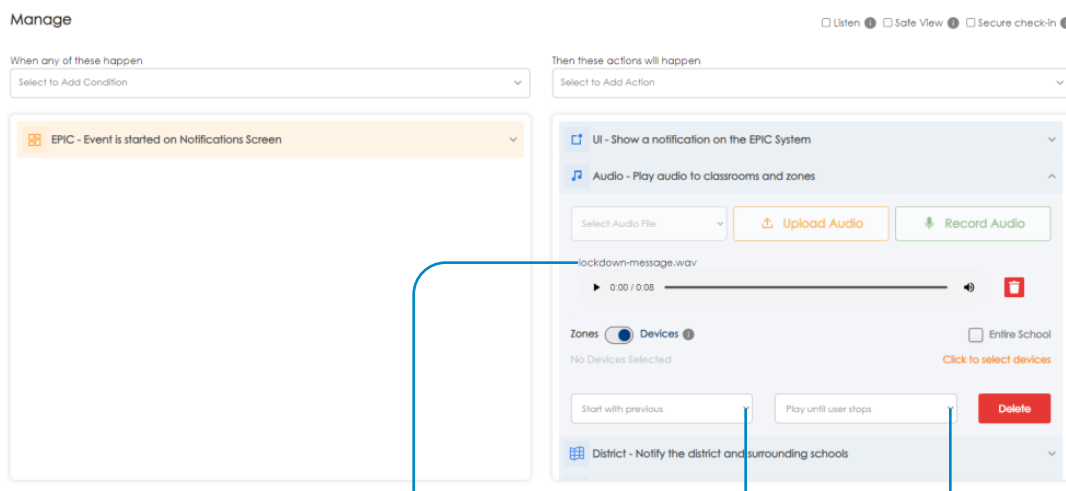 Manage
Listen Safe View Secure check-in
When any of these happen
Select to Add Condition
Then these actions will happen
Select to Add Action
EPIC - Event is started on Notifications Screen
UI - Show a notification on the EPIC System
Audio - Play audio to classrooms and zones
Select Audio File
Upload Audio
Record Audio
lockdown-message.wav
0:00 / 0:08
Zones Devices
Entire School
No Devices Selected
Click to select devices
Start with previous
Play until user stops
Delete
District - Notify the district and surrounding schools